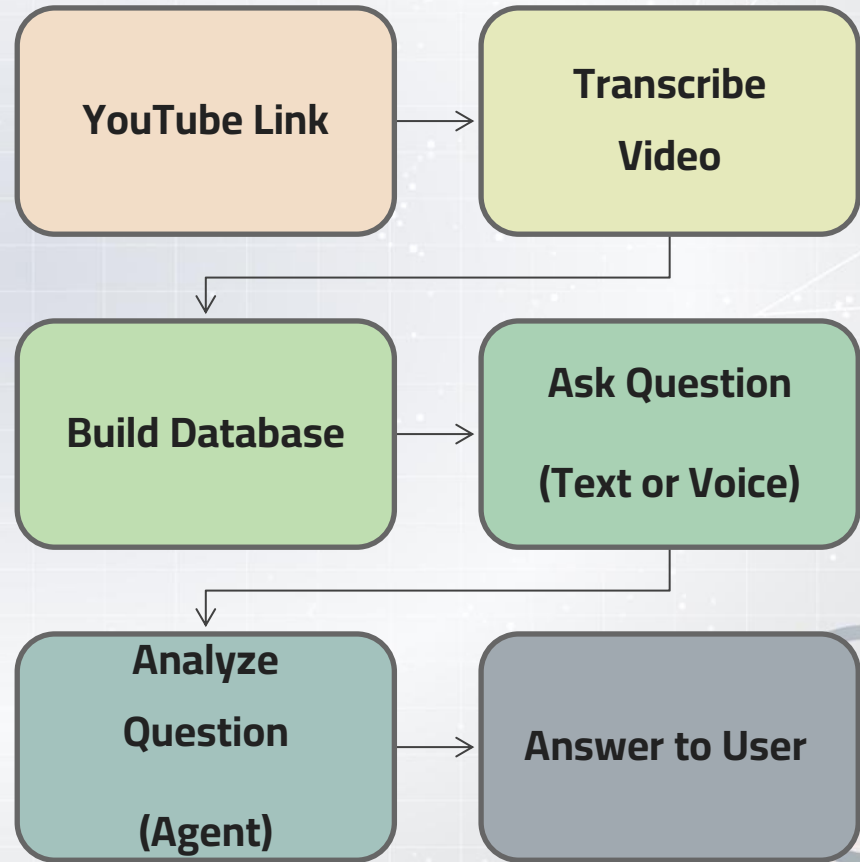 YouTube Link
Transcribe
Video
Build Database
Ask Question
(Text or Voice)
Analyze
Question
(Agent)
Answer to User